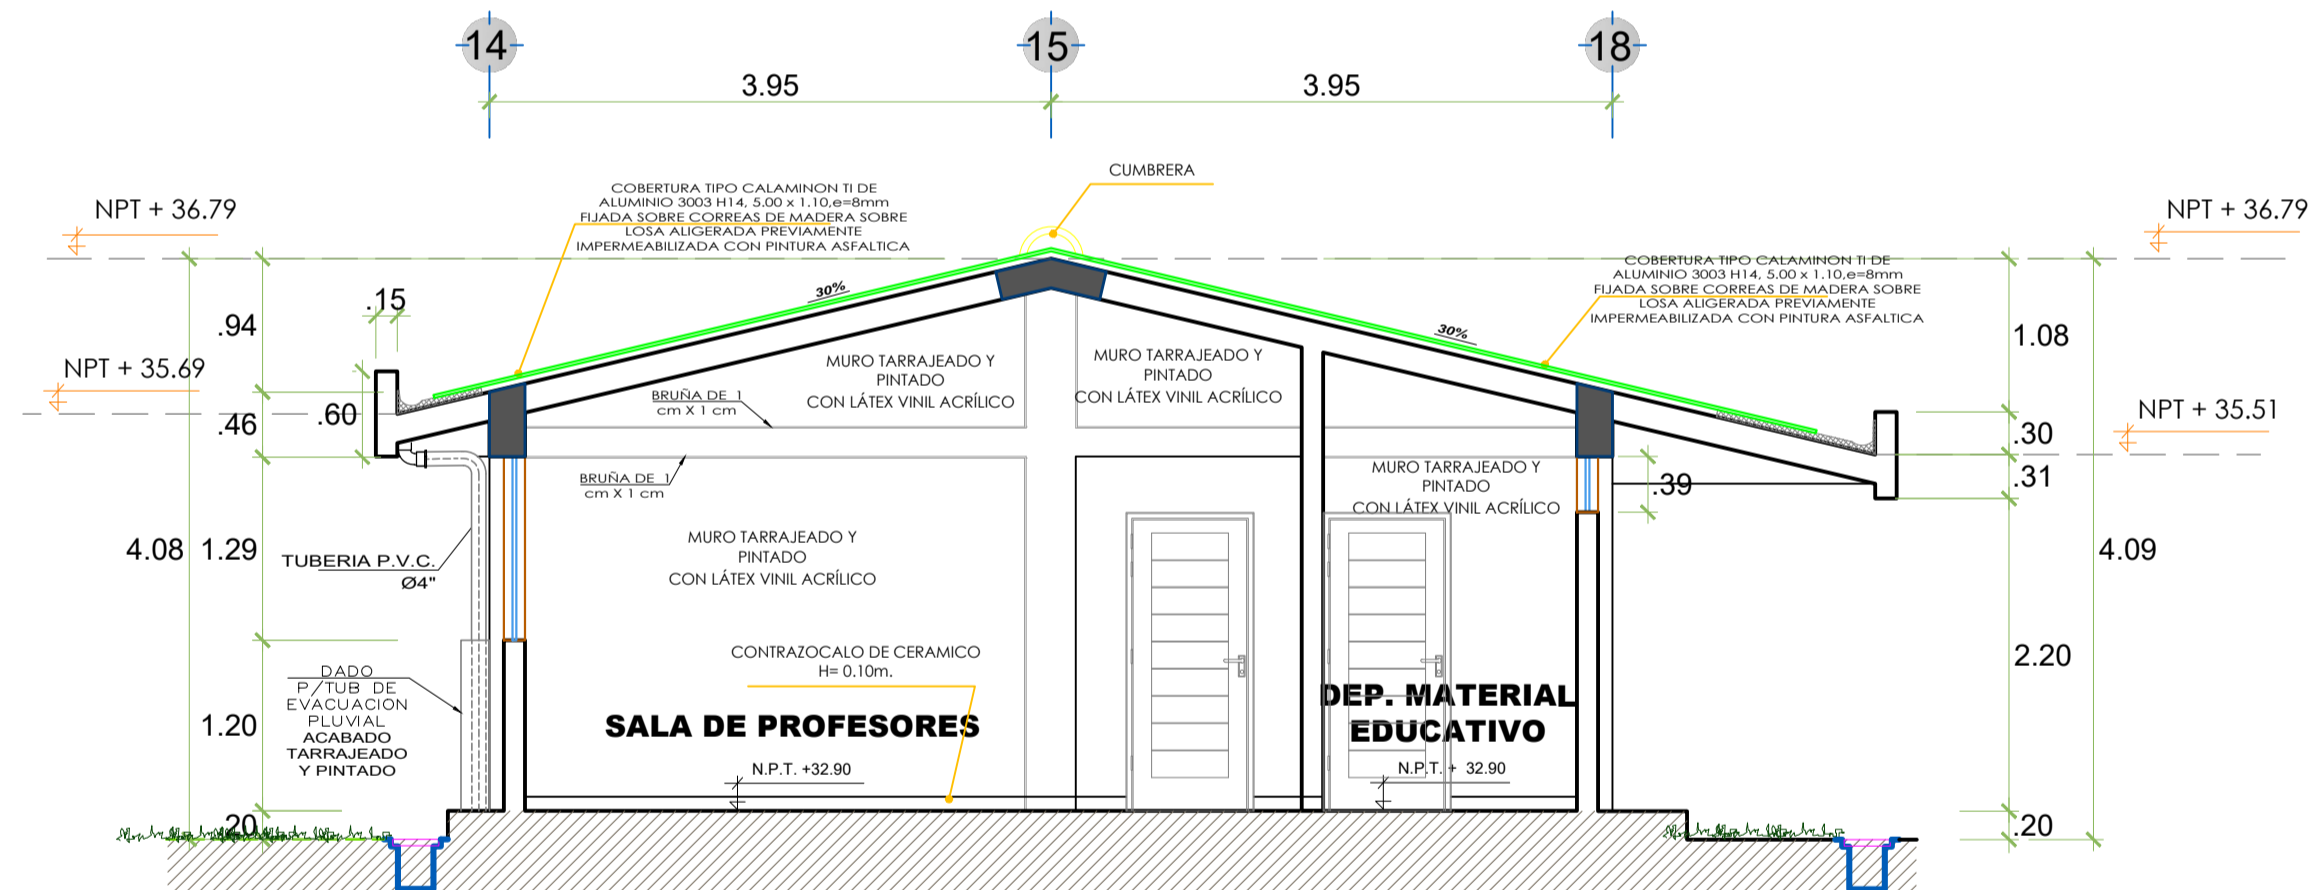 14
15
18
3.95
3.95
CUMBRERA
COBERTURA TIPO CALAMINON TI DE
ALUMINIO 3003 H14, 5.00 x 1.10,e=8mm
FIJADA SOBRE CORREAS DE MADERA SOBRE
LOSA ALIGERADA PREVIAMENTE
IMPERMEABILIZADA CON PINTURA ASFALTICA
NPT + 36.79
NPT + 36.79
COBERTURA TIPO CALAMINON TI DE
ALUMINIO 3003 H14, 5.00 x 1.10,e=8mm
FIJADA SOBRE CORREAS DE MADERA SOBRE
LOSA ALIGERADA PREVIAMENTE
IMPERMEABILIZADA CON PINTURA ASFALTICA
30%
30%
.15
.94
1.08
NPT + 35.69
NPT + 35.51
MURO TARRAJEADO Y
PINTADO
CON LÁTEX VINIL ACRÍLICO
MURO TARRAJEADO Y
PINTADO
CON LÁTEX VINIL ACRÍLICO
BRUÑA DE 1
cm X 1 cm
.60
.46
.30
.31
BRUÑA DE 1
cm X 1 cm
MURO TARRAJEADO Y
PINTADO
CON LÁTEX VINIL ACRÍLICO
.39
MURO TARRAJEADO Y
PINTADO
CON LÁTEX VINIL ACRÍLICO
4.08
1.29
4.09
TUBERIA P.V.C.
Ø4"
CONTRAZOCALO DE CERAMICO
H= 0.10m.
2.20
DADO
P/TUB DE
EVACUACION
PLUVIAL
ACABADO
TARRAJEADO
Y PINTADO
1.20
SALA DE PROFESORES
DEP. MATERIAL
EDUCATIVO
N.P.T. +32.90
N.P.T. + 32.90
.20
.20